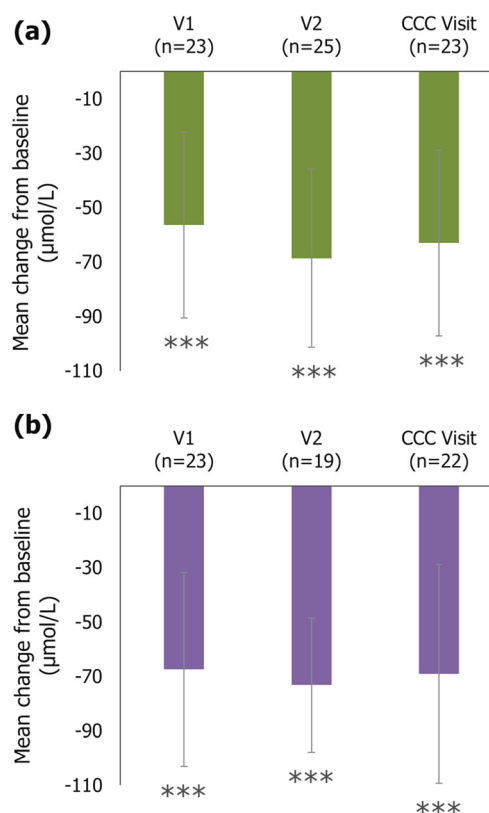 (a)
V1 V2 CCC Visit
(n=23) (n=25) (n=23)
Mean change from baseline
(µmol/L)
-10
-30
-50
-70
-90
-110
*** *** ***
(b)
V1 V2 CCC Visit
(n=23) (n=19) (n=22)
Mean change from baseline
(µmol/L)
-10
-30
-50
-70
-90
-110
*** *** ***